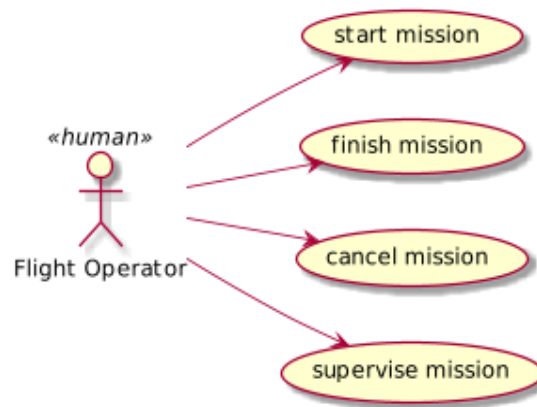 start mission
«human»
finish mission
Flight Operator
cancel mission
supervise mission